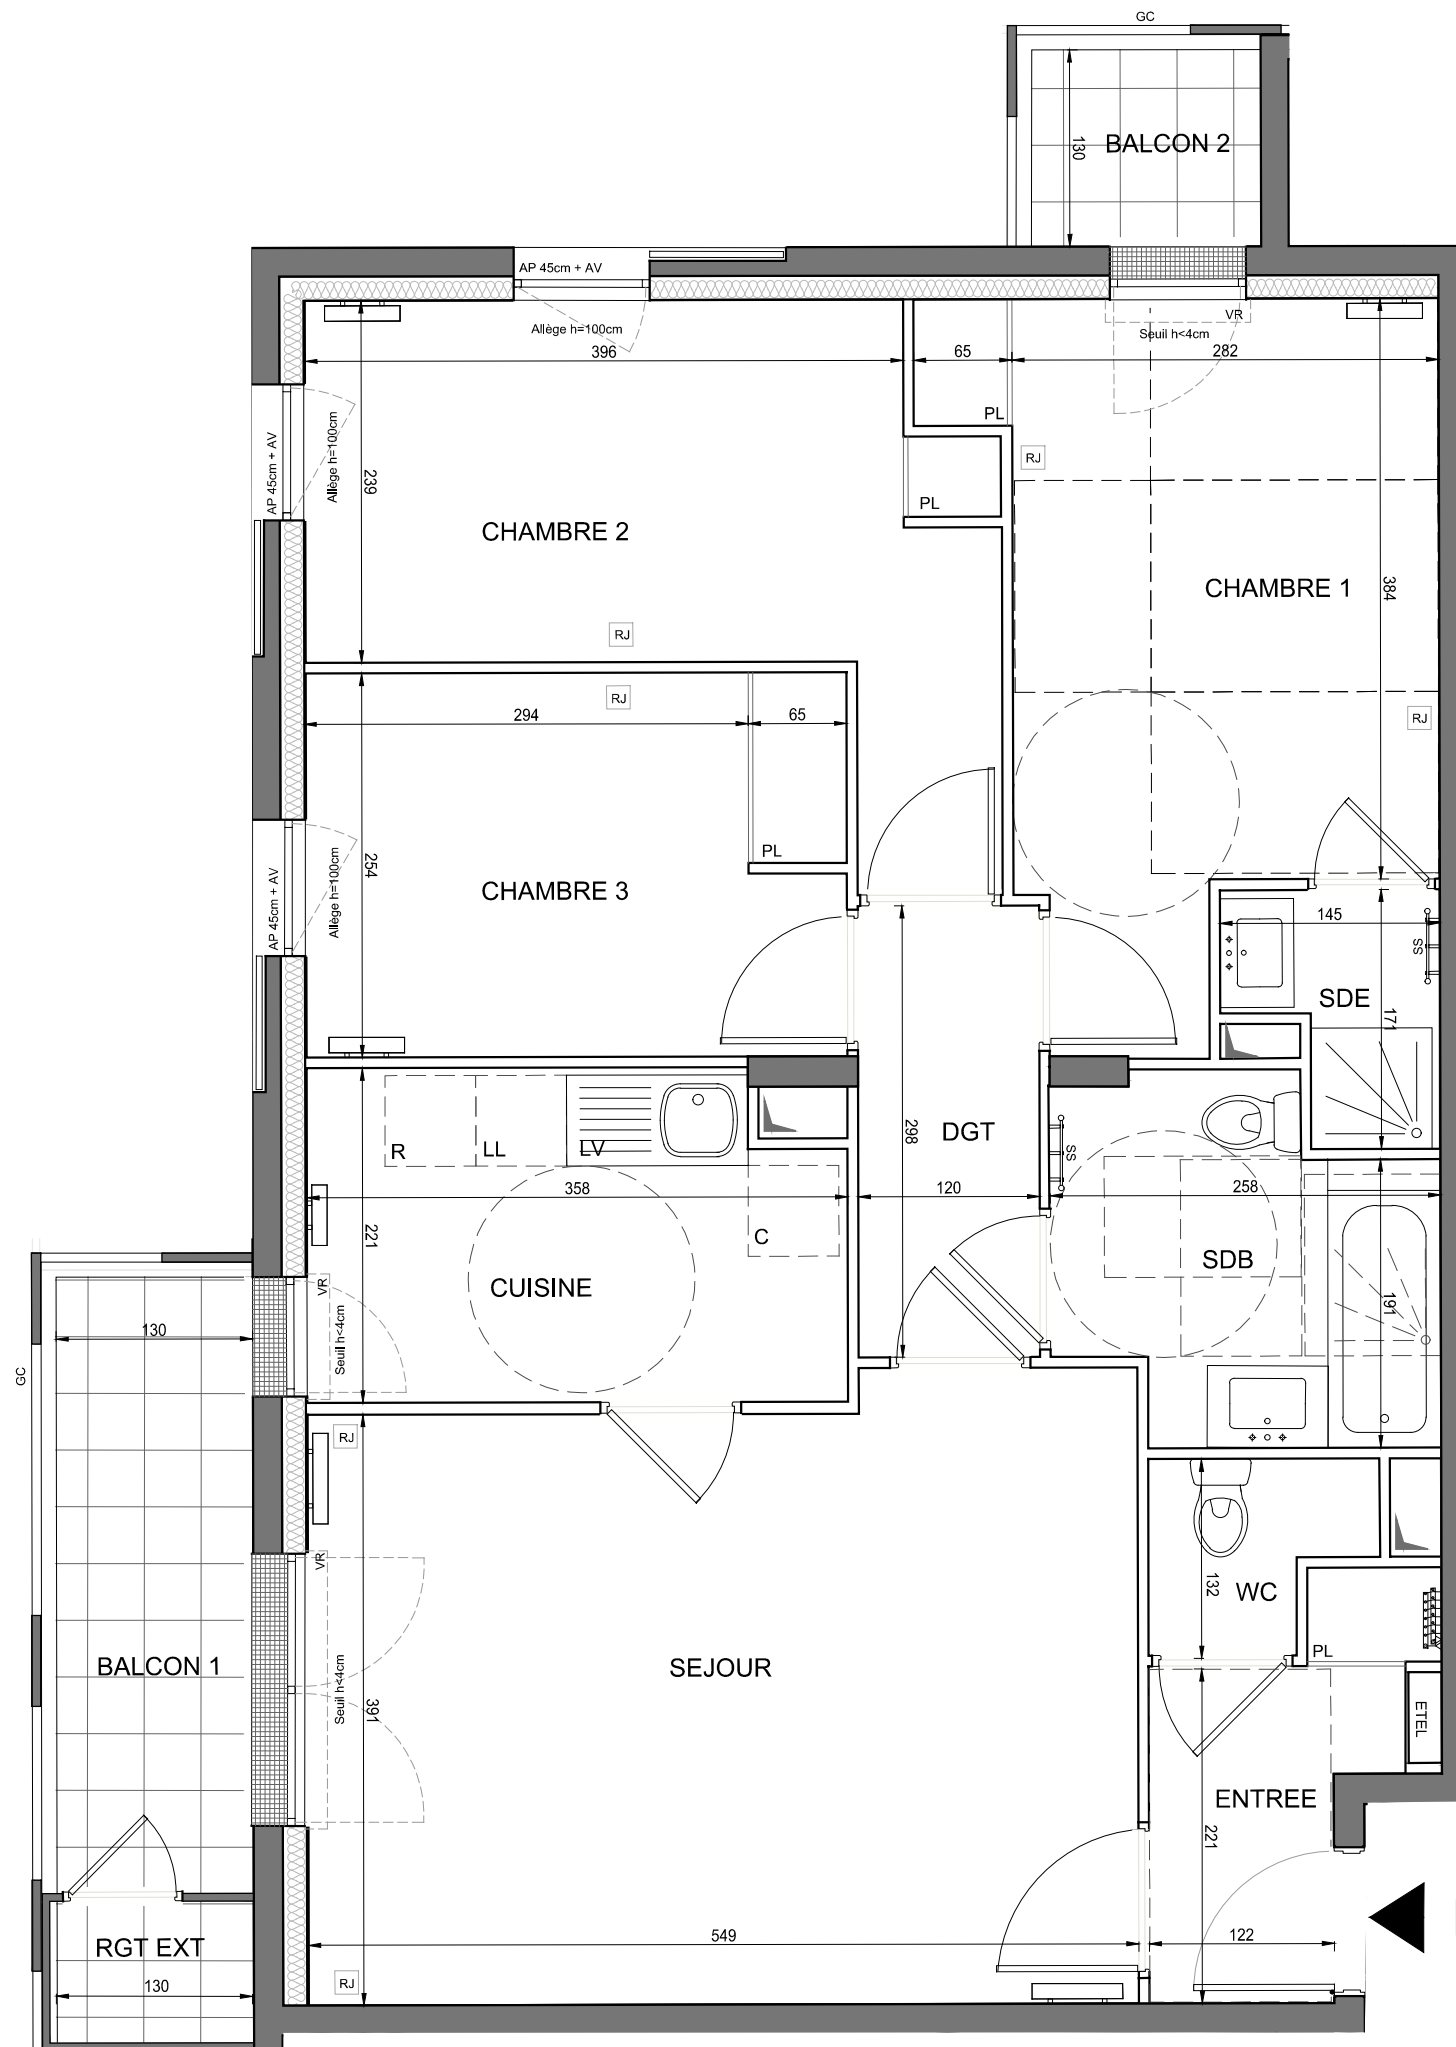 GC
130
BALCON 2
AP 45cm + AV
Allège h=100cm
VR
Seuil h<4cm
396
65
282
PL
RJ
AP 45cm + AV
Allège h=100cm
239
PL
CHAMBRE 2
CHAMBRE 1
384
RJ
RJ
294
65
RJ
PL
AP 45cm + AV
Allège h=100cm
254
CHAMBRE 3
145
SS
SDE
171
R
LL
LV
298
DGT
SS
358
120
258
221
C
CUISINE
SDB
VR
Seuil h<4cm
191
130
GC
RJ
VR
132
WC
PL
BALCON 1
Seuil h<4cm
391
SEJOUR
ETEL
ENTREE
221
549
122
RGT EXT
130
RJ